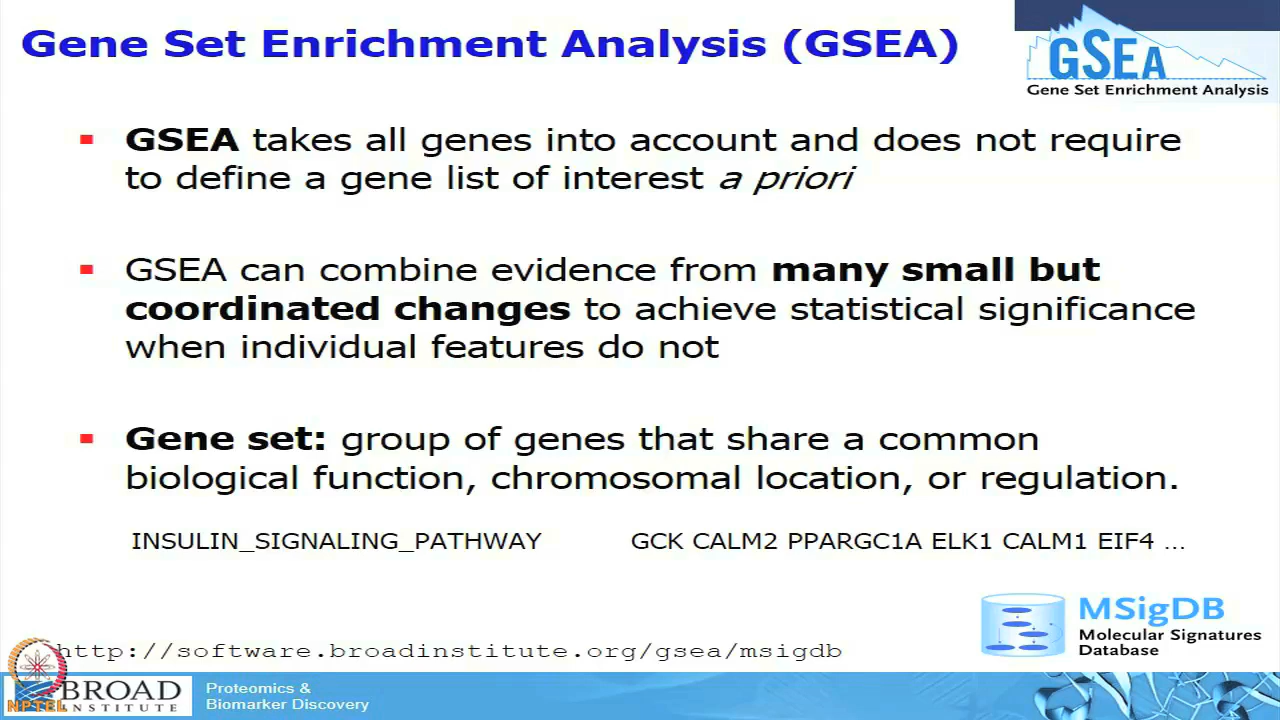 Gene Set Enrichment Analysis (GSEA)
GSEA
Gene Set Enrichment Analysis
GSEA takes all genes into account and does not require
to define a gene list of interest a priori
GSEA can combine evidence from many small but
coordinated changes to achieve statistical significance
when individual features do not
Gene set: group of genes that share a common
biological function, chromosomal location, or regulation.
INSULIN_SIGNALING_PATHWAY GCK CALM2 PPARGC1A ELK1 CALM1 EIF4 ...
MSigDB
Molecular Signatures
Database
http://software.broadinstitute.org/gsea/msigdb
BROAD
INSTITUTE
NPTEL
Proteomics &
Biomarker Discovery